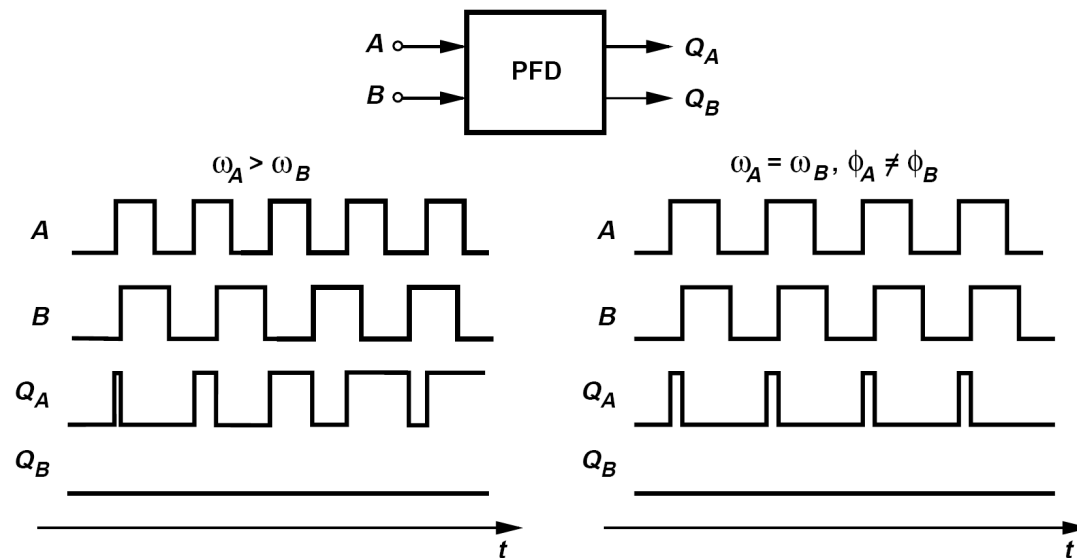 A
PFD
Q_A
B
Q_B
ω_A > ω_B
ω_A = ω_B, ϕ_A ≠ ϕ_B
A
B
Q_A
Q_B
t
A
B
Q_A
Q_B
t